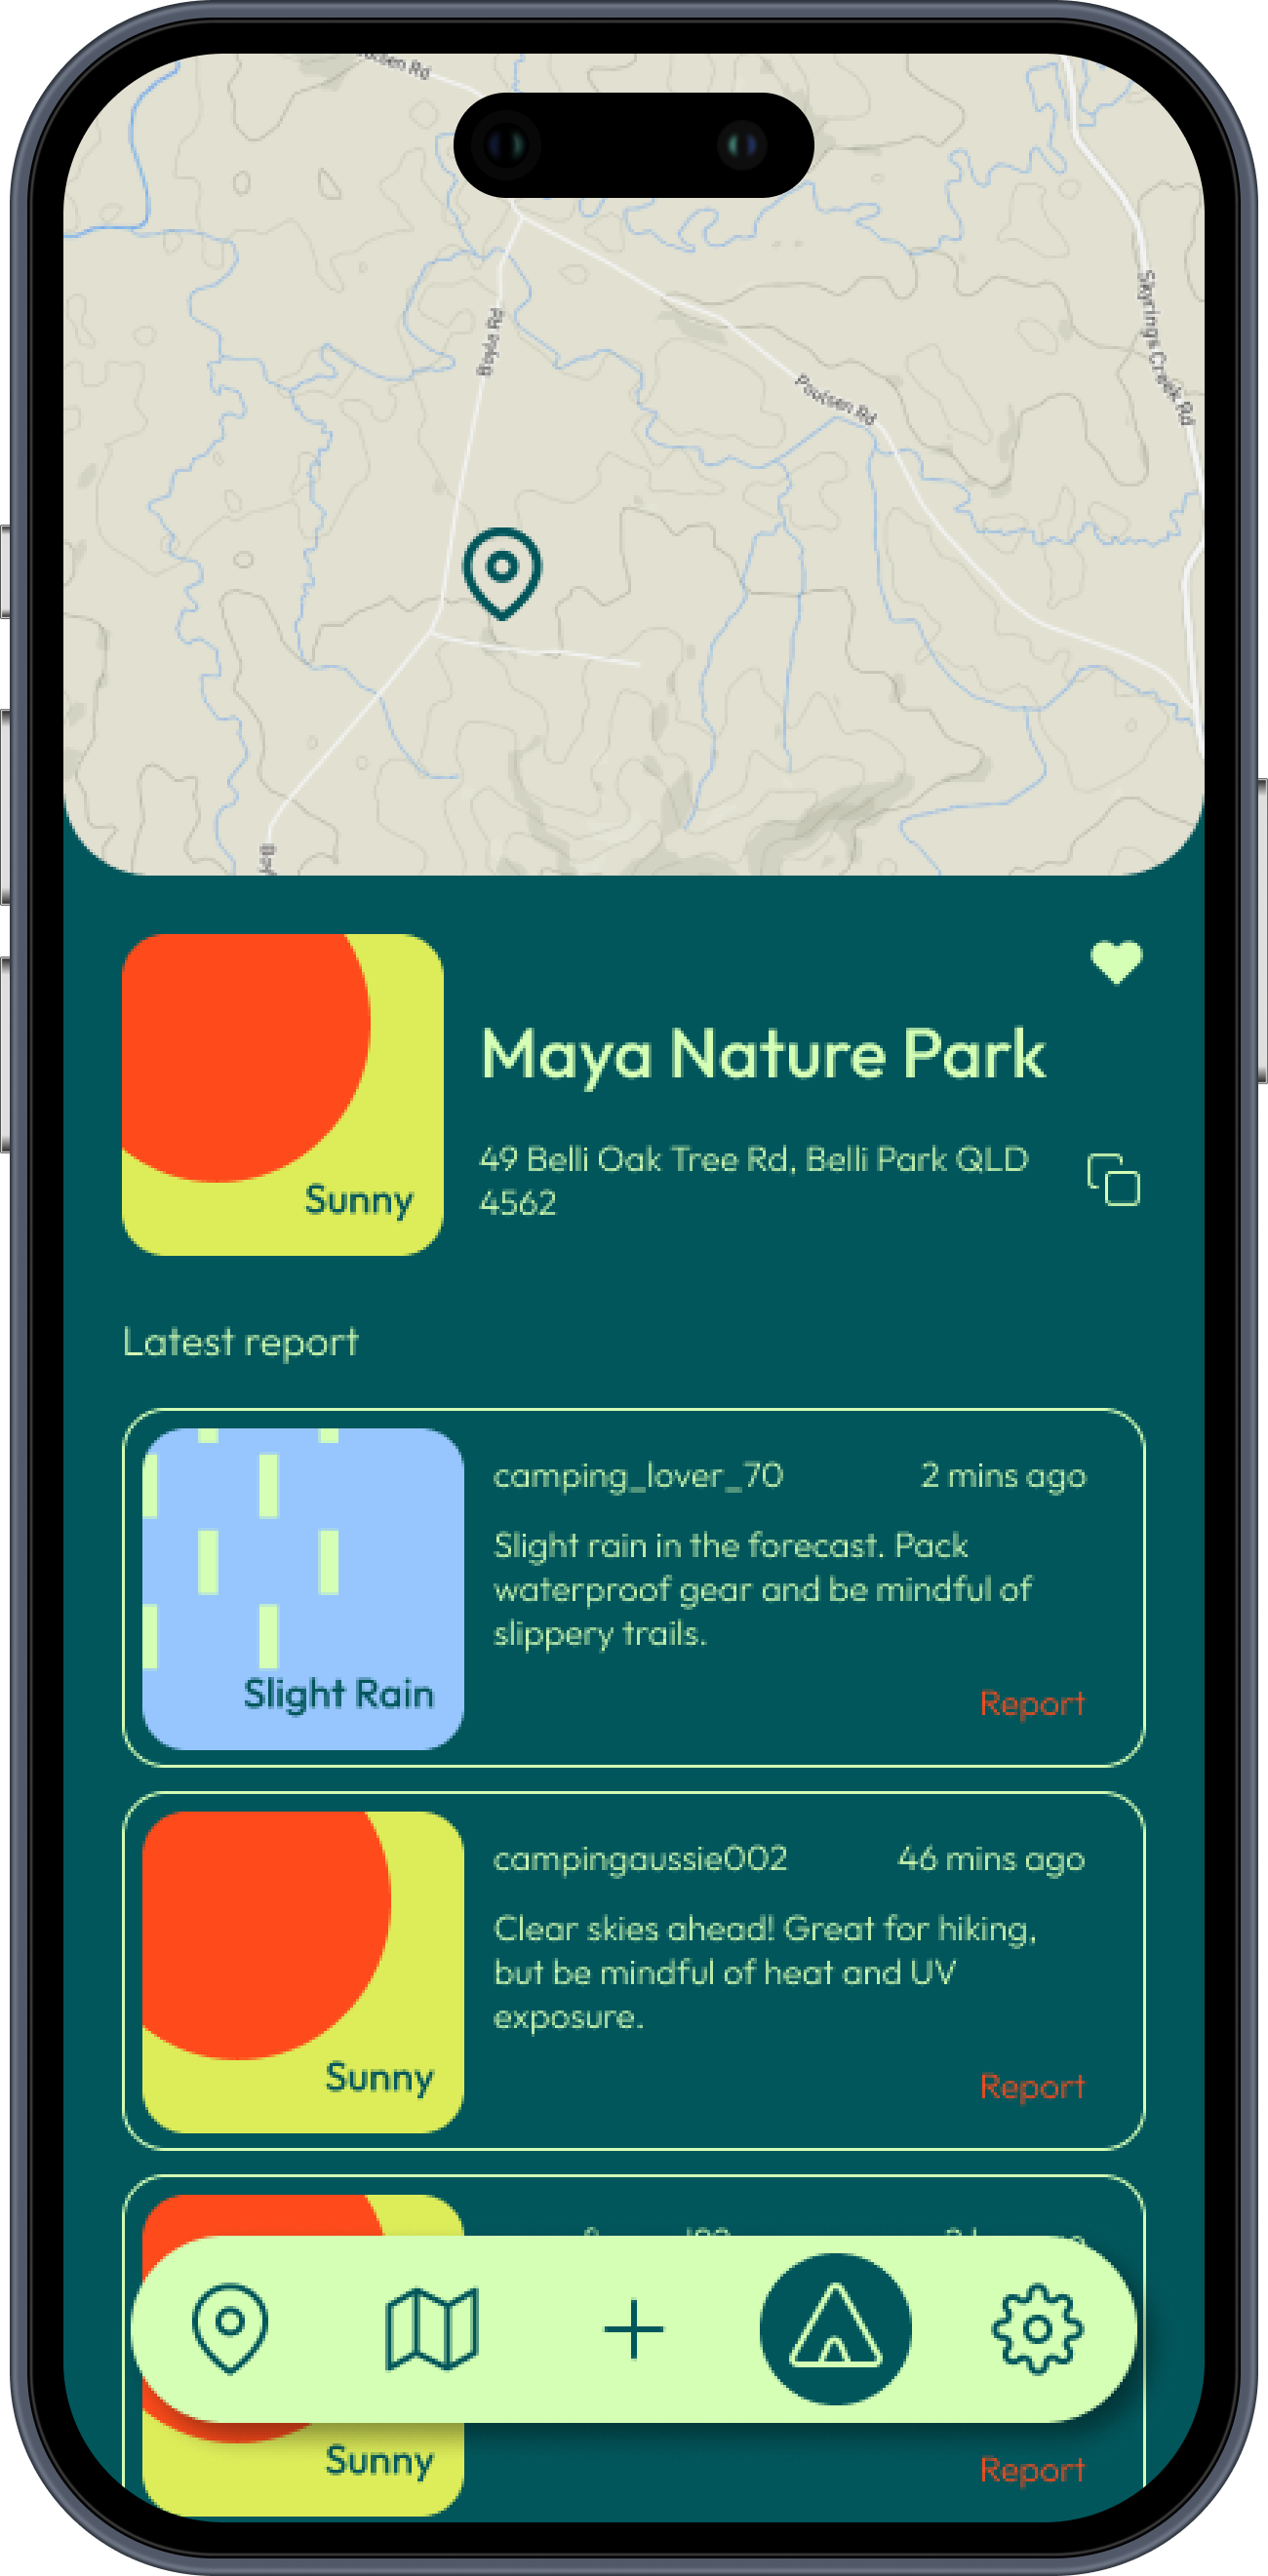 Boyle Rd
Poulsen Rd
Skyrings Creek Rd
Maya Nature Park
Sunny
49 Belli Oak Tree Rd, Belli Park QLD
4562
Latest report
camping_lover_70
2 mins ago
Slight rain in the forecast. Pack
waterproof gear and be mindful of
slippery trails.
Slight Rain
Report
campingaussie002
46 mins ago
Clear skies ahead! Great for hiking,
but be mindful of heat and UV
exposure.
Sunny
Report
Sunny
Report